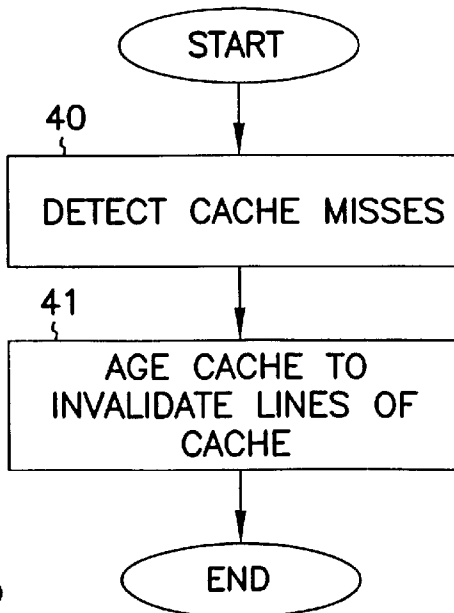 START
40
DETECT CACHE MISSES
41
AGE CACHE TO
INVALIDATE LINES OF
CACHE
END